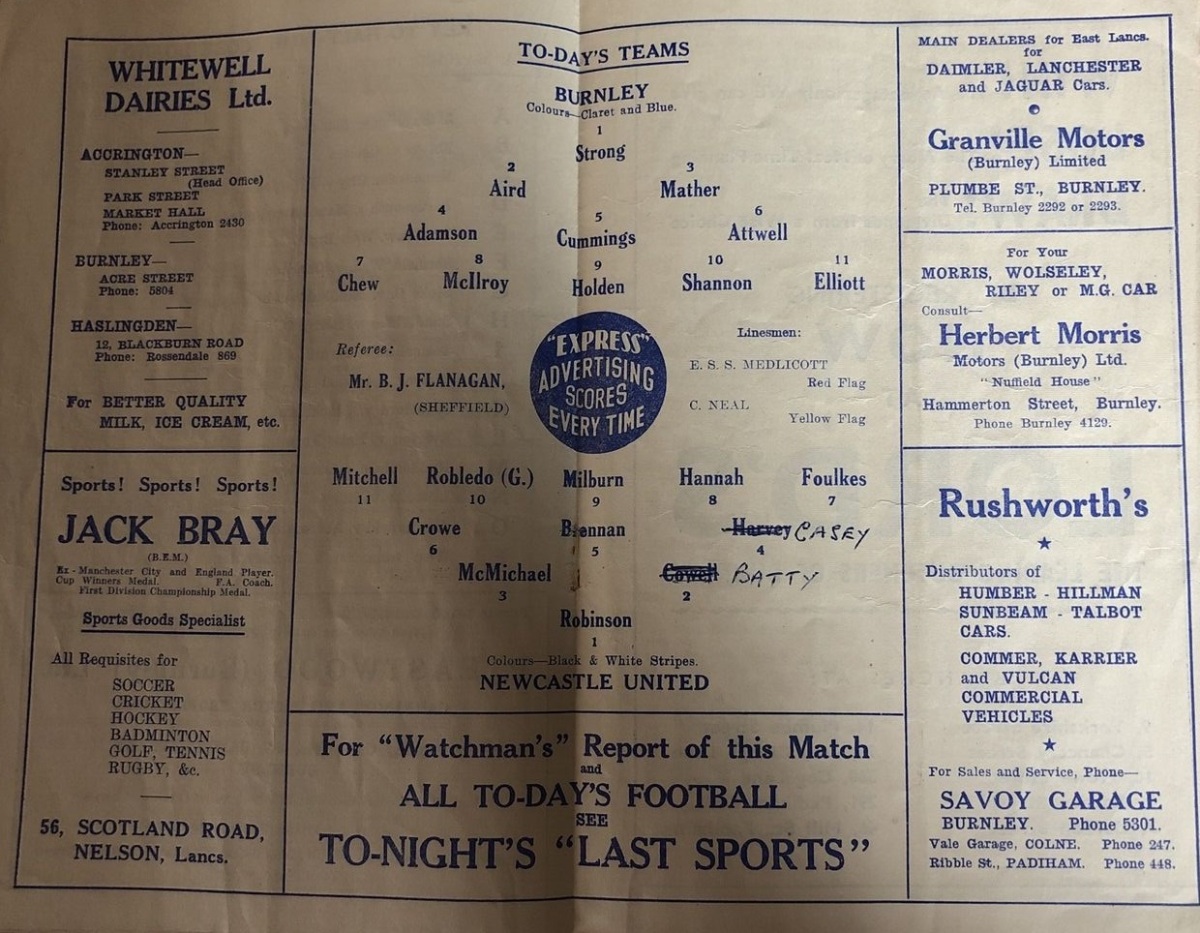 WHITEWELL
DAIRIES Ltd.
ACCRINGTON—
STANLEY STREET
(Head Office)
PARK STREET
MARKET HALL
Phone: Accrington 2430
BURNLEY—
ACRE STREET
Phone: 5804
HASLINGDEN—
12, BLACKBURN ROAD
Phone: Rossendale 869
For BETTER QUALITY
MILK, ICE CREAM, etc.
Sports! Sports! Sports!
JACK BRAY
(B.E.M.)
Ex - Manchester City and England Player.
Cup Winners Medal. F.A. Coach.
First Division Championship Medal.
Sports Goods Specialist
All Requisites for
SOCCER
CRICKET
HOCKEY
BADMINTON
GOLF, TENNIS
RUGBY, &c.
56, SCOTLAND ROAD,
NELSON, Lancs.
TO-DAY'S TEAMS
BURNLEY
Colours—Claret and Blue.
1
Strong
2 3
Aird Mather
4 5 6
Adamson Cummings Attwell
7 8 9 10 11
Chew McIlroy Holden Shannon Elliott
Referee:
Mr. B. J. FLANAGAN,
(SHEFFIELD)
"EXPRESS"
ADVERTISING
SCORES
EVERY TIME
Linesmen:
E. S. S. MEDLICOTT
Red Flag
C. NEAL
Yellow Flag
Mitchell Robledo (G.) Milburn Hannah Foulkes
11 10 9 8 7
Crowe Brennan Harvey CASEY
6 5 4
McMichael Cowell BATTY
3 2
Robinson
1
Colours—Black & White Stripes.
NEWCASTLE UNITED
For "Watchman's" Report of this Match
and
ALL TO-DAY'S FOOTBALL
SEE
TO-NIGHT'S "LAST SPORTS"
MAIN DEALERS for East Lancs.
for
DAIMLER, LANCHESTER
and JAGUAR Cars.
Granville Motors
(Burnley) Limited
PLUMBE ST., BURNLEY.
Tel. Burnley 2292 or 2293.
For Your
MORRIS, WOLSELEY,
RILEY or M.G. CAR
Consult—
Herbert Morris
Motors (Burnley) Ltd.
"Nuffield House"
Hammerton Street, Burnley.
Phone Burnley 4129.
Rushworth's
Distributors of
HUMBER - HILLMAN
SUNBEAM - TALBOT
CARS.
COMMER, KARRIER
and VULCAN
COMMERCIAL
VEHICLES
For Sales and Service, Phone—
SAVOY GARAGE
BURNLEY. Phone 5301.
Vale Garage, COLNE. Phone 247.
Ribble St., PADIHAM. Phone 448.